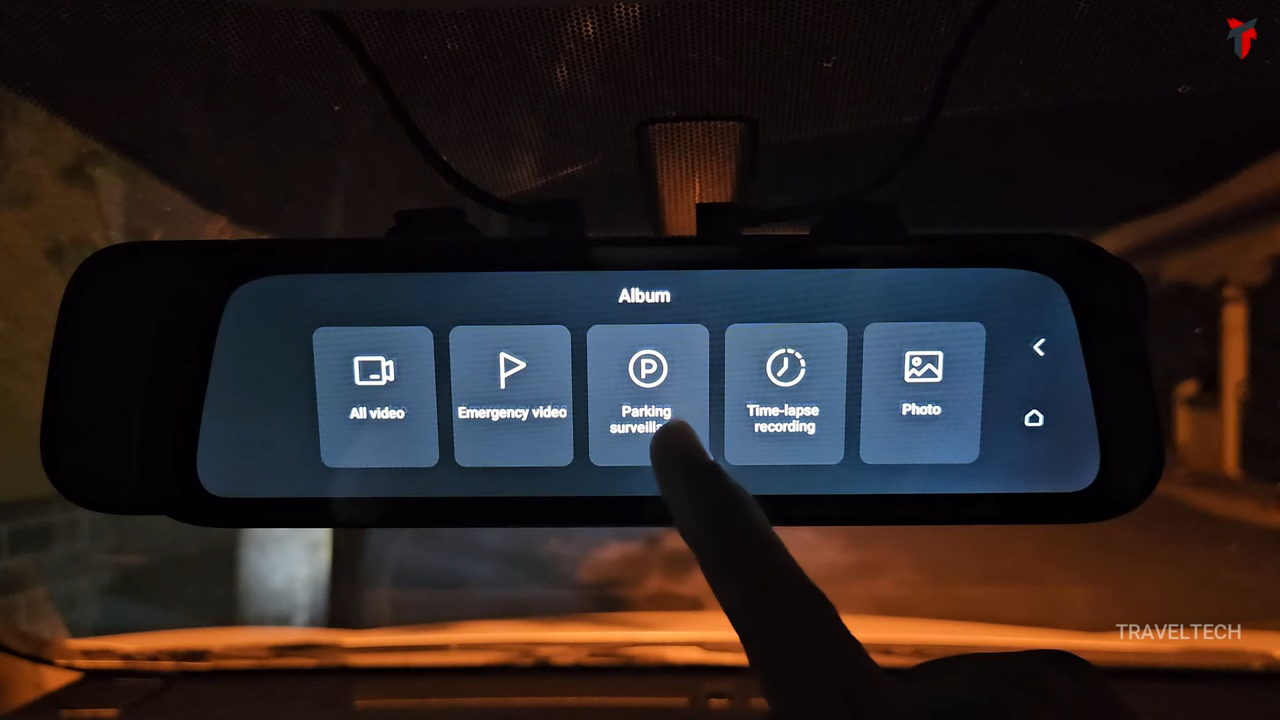 Album
All video
Emergency video
Parking
Time-lapse
recording
Photo
TRAVELTECH